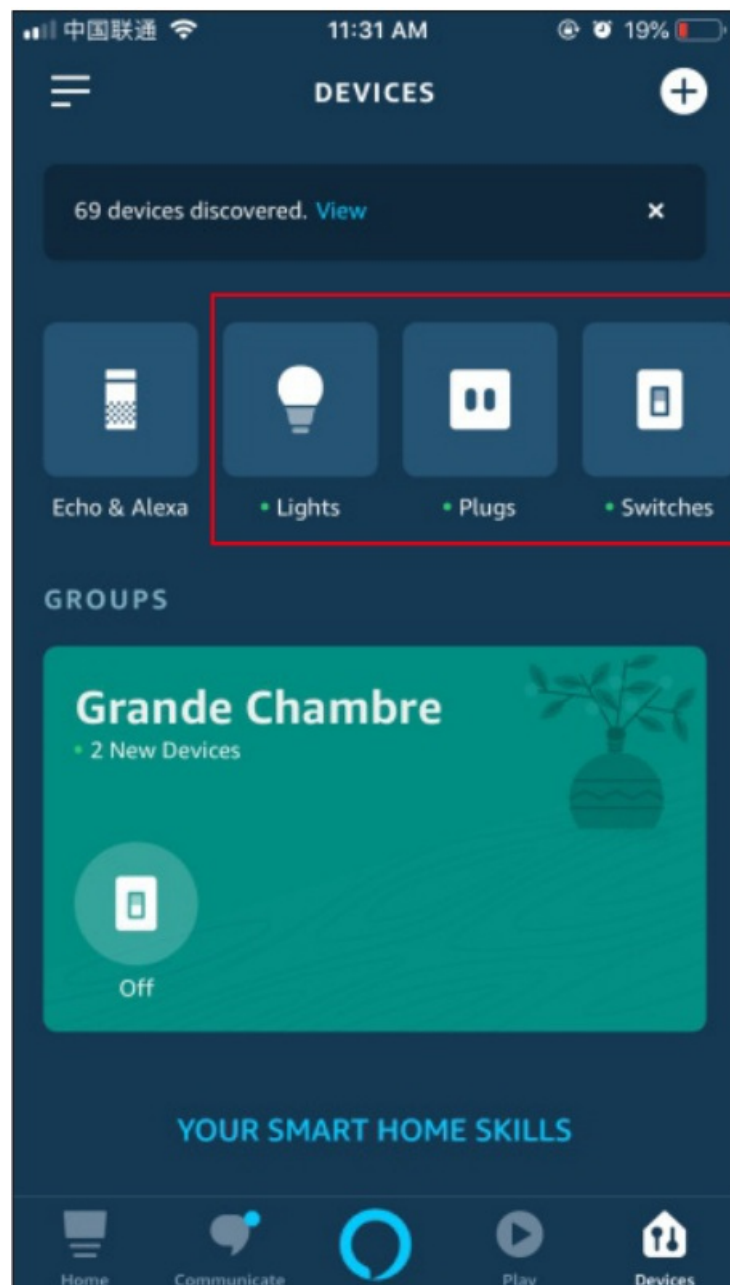 中国联通 11:31 AM 19%
DEVICES
69 devices discovered. View
Echo & Alexa • Lights • Plugs • Switches
GROUPS
Grande Chambre
• 2 New Devices
Off
YOUR SMART HOME SKILLS
Home Communicate Play Devices